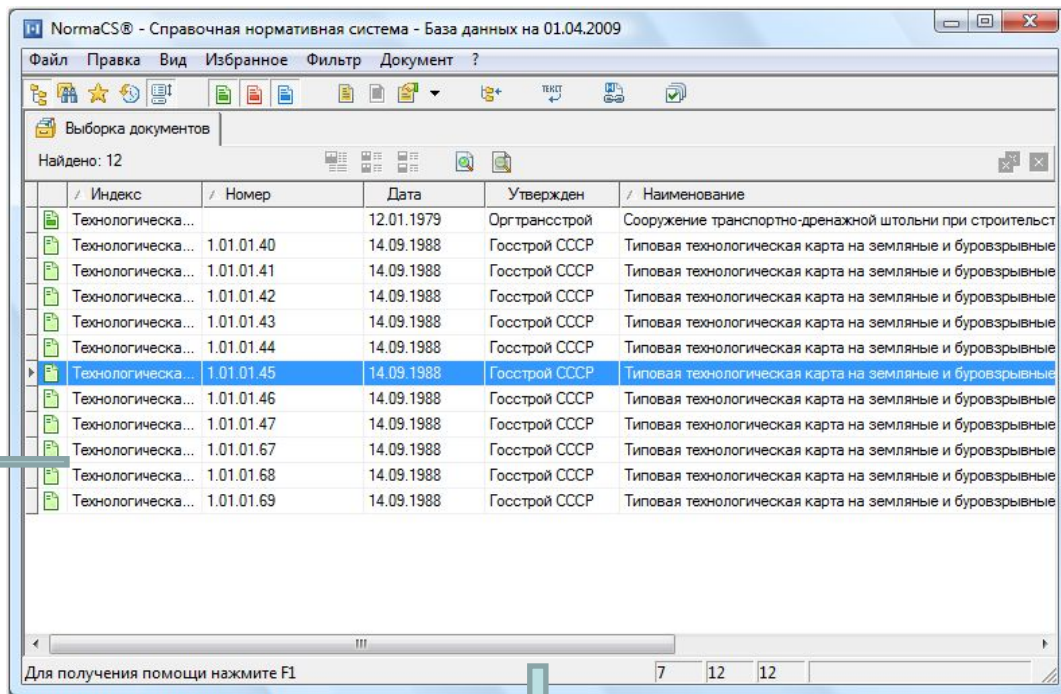 NormaCS® - Справочная нормативная система - База данных на 01.04.2009
Файл Правка Вид Избранное Фильтр Документ ?
ТЕКСТ
Выборка документов
Найдено: 12
Индекс Номер Дата Утвержден Наименование
Технологическа... 12.01.1979 Оргтрансстрой Сооружение транспортно-дренажной штольни при строительст
Технологическа... 1.01.01.40 14.09.1988 Госстрой СССР Типовая технологическая карта на земляные и буровзрывные
Технологическа... 1.01.01.41 14.09.1988 Госстрой СССР Типовая технологическая карта на земляные и буровзрывные
Технологическа... 1.01.01.42 14.09.1988 Госстрой СССР Типовая технологическая карта на земляные и буровзрывные
Технологическа... 1.01.01.43 14.09.1988 Госстрой СССР Типовая технологическая карта на земляные и буровзрывные
Технологическа... 1.01.01.44 14.09.1988 Госстрой СССР Типовая технологическая карта на земляные и буровзрывные
Технологическа... 1.01.01.45 14.09.1988 Госстрой СССР Типовая технологическая карта на земляные и буровзрывные
Технологическа... 1.01.01.46 14.09.1988 Госстрой СССР Типовая технологическая карта на земляные и буровзрывные
Технологическа... 1.01.01.47 14.09.1988 Госстрой СССР Типовая технологическая карта на земляные и буровзрывные
Технологическа... 1.01.01.67 14.09.1988 Госстрой СССР Типовая технологическая карта на земляные и буровзрывные
Технологическа... 1.01.01.68 14.09.1988 Госстрой СССР Типовая технологическая карта на земляные и буровзрывные
Технологическа... 1.01.01.69 14.09.1988 Госстрой СССР Типовая технологическая карта на земляные и буровзрывные
Для получения помощи нажмите F1 7 12 12